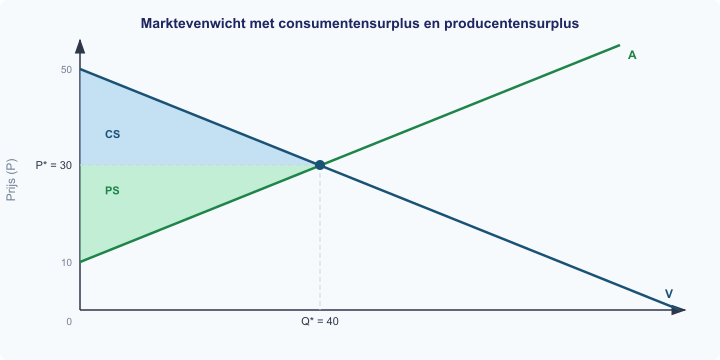 Marktevenwicht met consumentensurplus en producentensurplus
A
50
CS
Prijs (P)
P* = 30
PS
10
V
0
Q* = 40